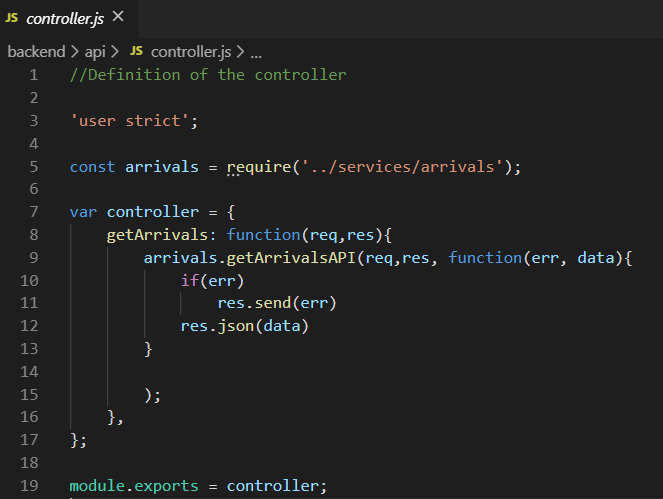 JS controller.js ×
backend > api > JS controller.js > ...
1 //Definition of the controller
2
3 'user strict';
4
5 const arrivals = require('../services/arrivals');
6
7 var controller = {
8     getArrivals: function(req,res){
9         arrivals.getArrivalsAPI(req,res, function(err, data){
10             if(err)
11                 res.send(err)
12             res.json(data)
13         }
14
15         );
16     },
17 };
18
19 module.exports = controller;